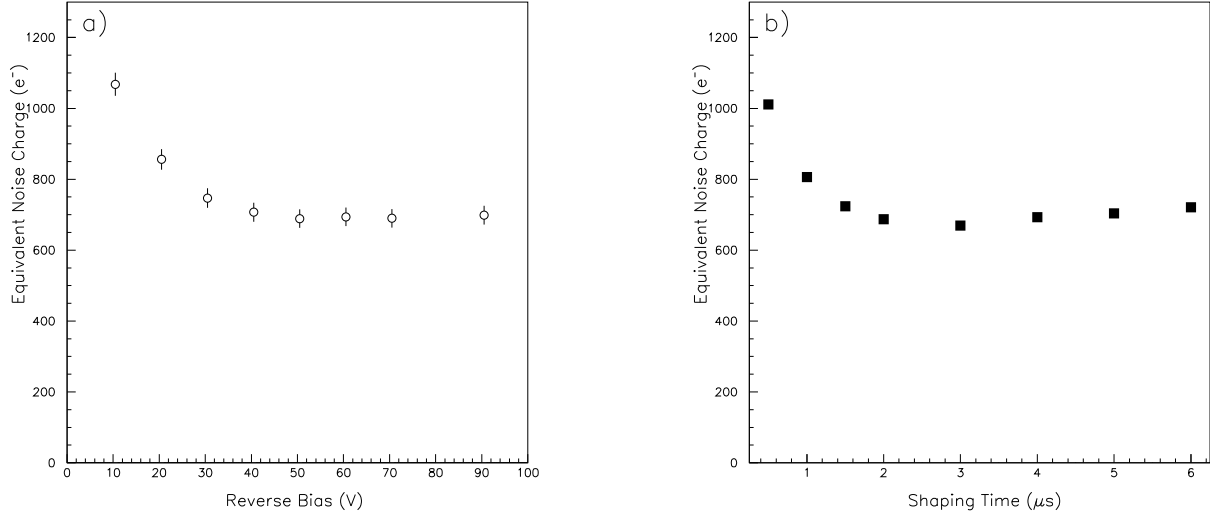 a)
Equivalent Noise Charge (e⁻)
1200
1000
800
600
400
200
0
0 10 20 30 40 50 60 70 80 90 100
Reverse Bias (V)
b)
Equivalent Noise Charge (e⁻)
1200
1000
800
600
400
200
0
1 2 3 4 5 6
Shaping Time (μs)